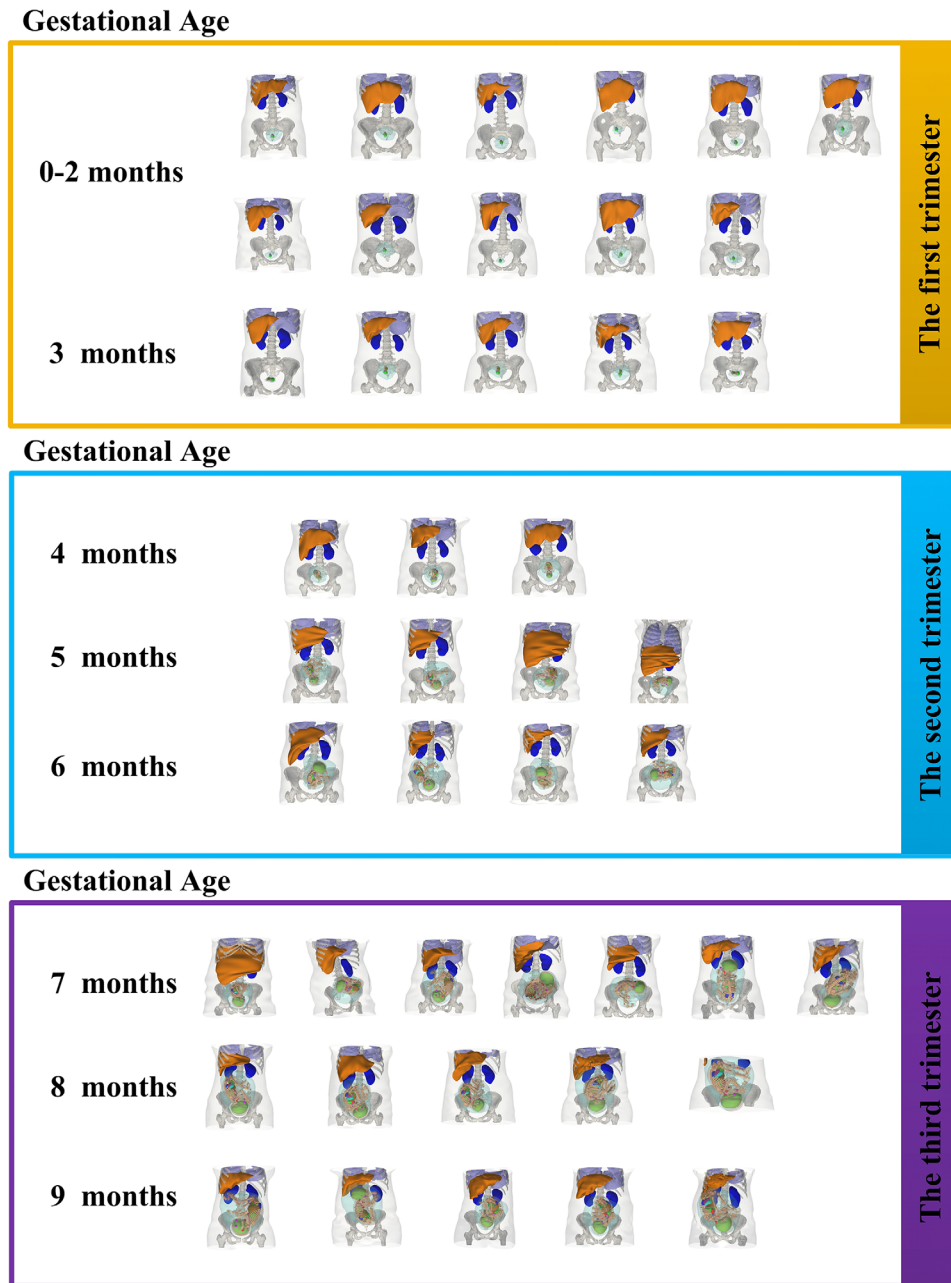 Gestational Age
0-2 months
3 months
The first trimester
Gestational Age
4 months
5 months
6 months
The second trimester
Gestational Age
7 months
8 months
9 months
The third trimester